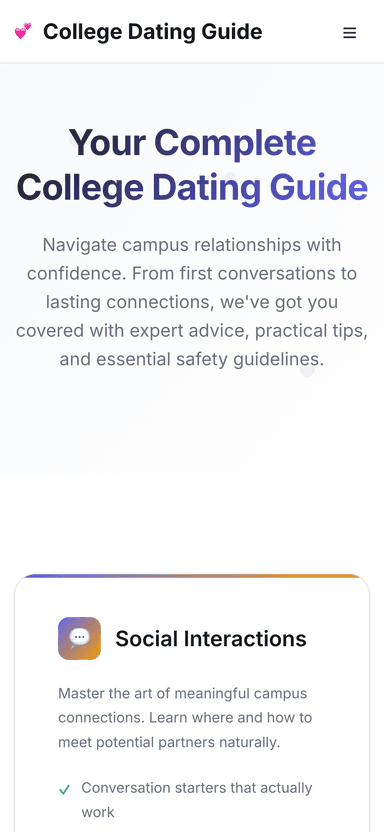 College Dating Guide
Your Complete
College Dating Guide
Navigate campus relationships with
confidence. From first conversations to
lasting connections, we've got you
covered with expert advice, practical tips,
and essential safety guidelines.
Social Interactions
Master the art of meaningful campus
connections. Learn where and how to
meet potential partners naturally.
Conversation starters that actually
work